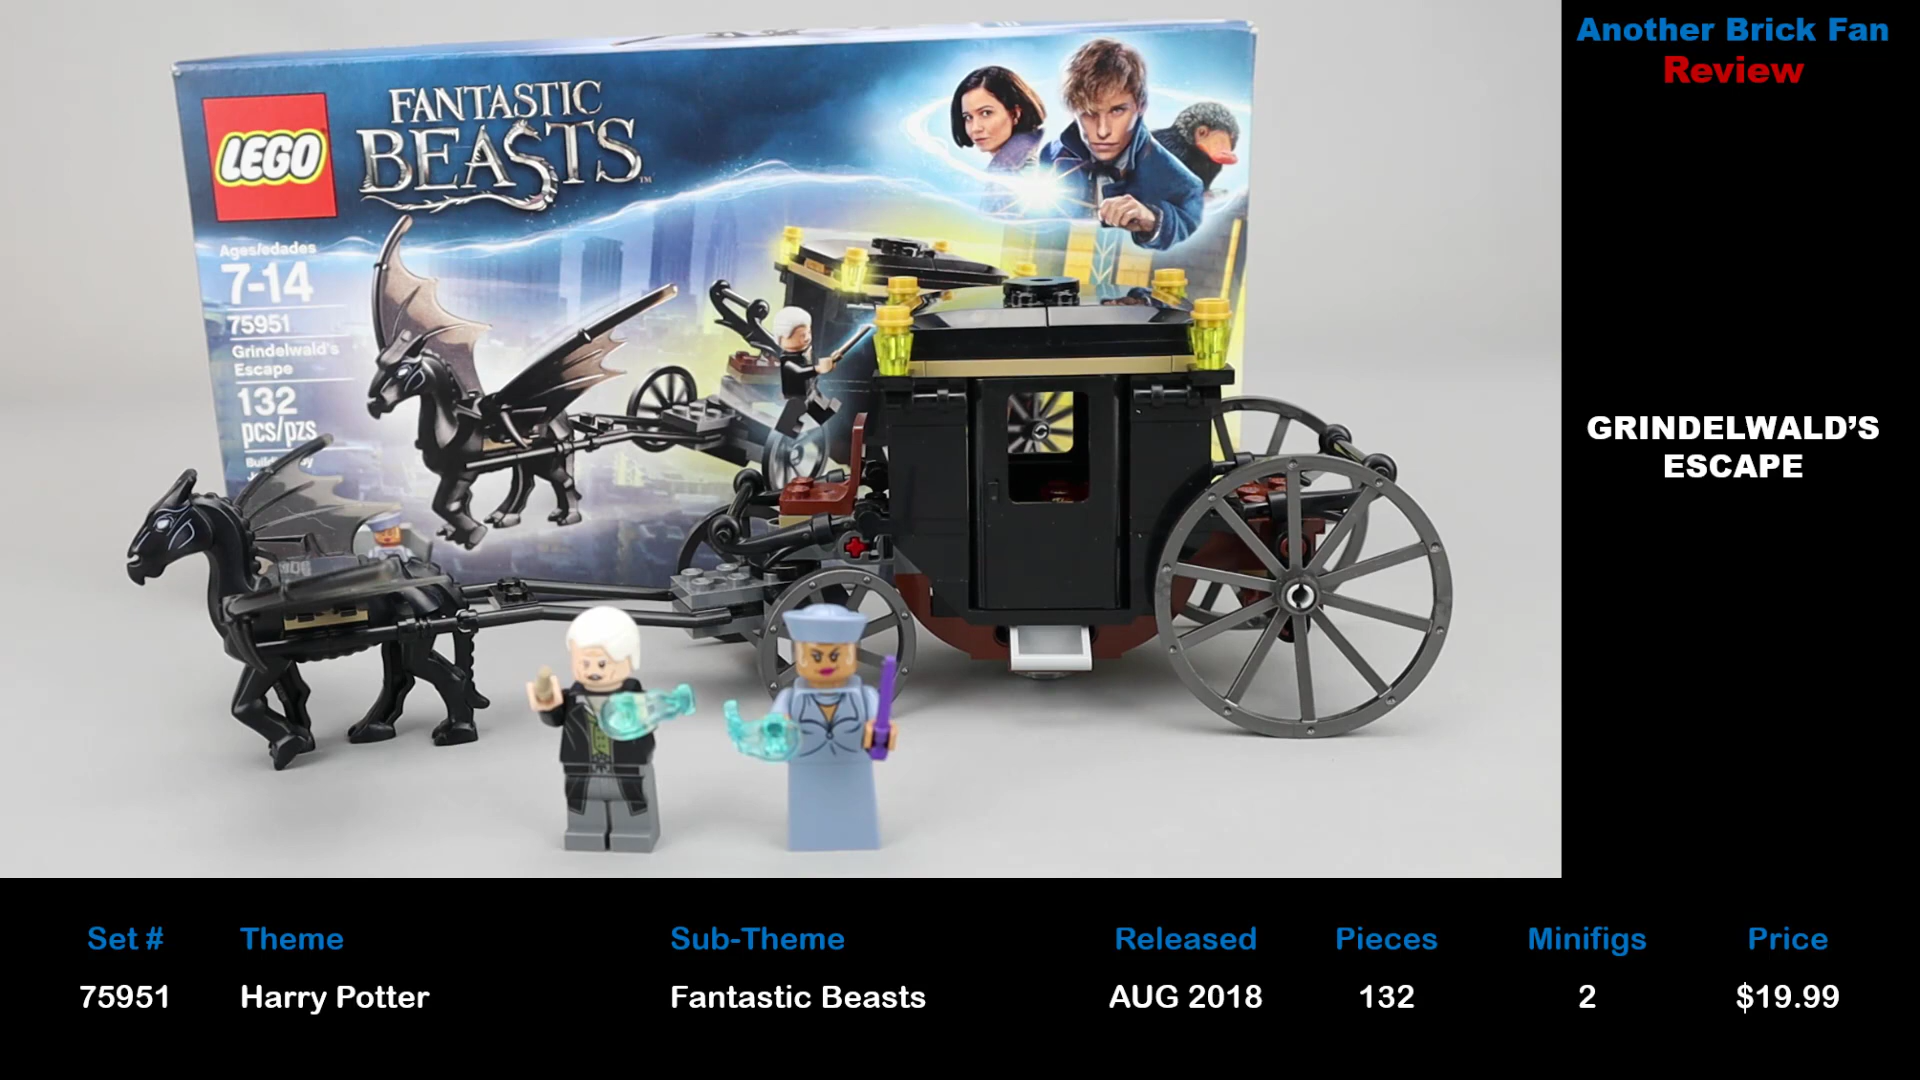 Another Brick Fan
Review
LEGO
FANTASTIC
BEASTS
TM
Ages/edades
7-14
75951
Grindelwald's
Escape
132
pcs/pzs
GRINDELWALD’S
ESCAPE
Set # Theme Sub-Theme Released Pieces Minifigs Price
75951 Harry Potter Fantastic Beasts AUG 2018 132 2 $19.99